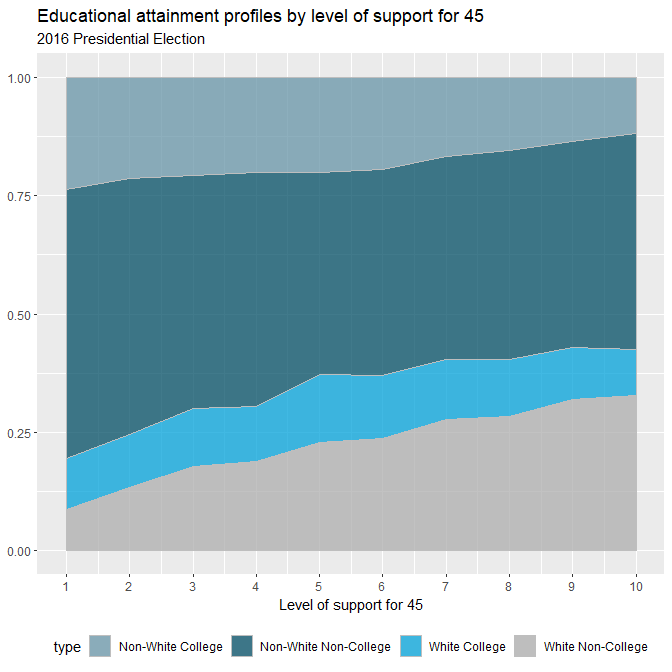 Educational attainment profiles by level of support for 45
2016 Presidential Election
1.00
0.75
0.50
0.25
0.00
1 2 3 4 5 6 7 8 9 10
Level of support for 45
type Non-White College Non-White Non-College White College White Non-College